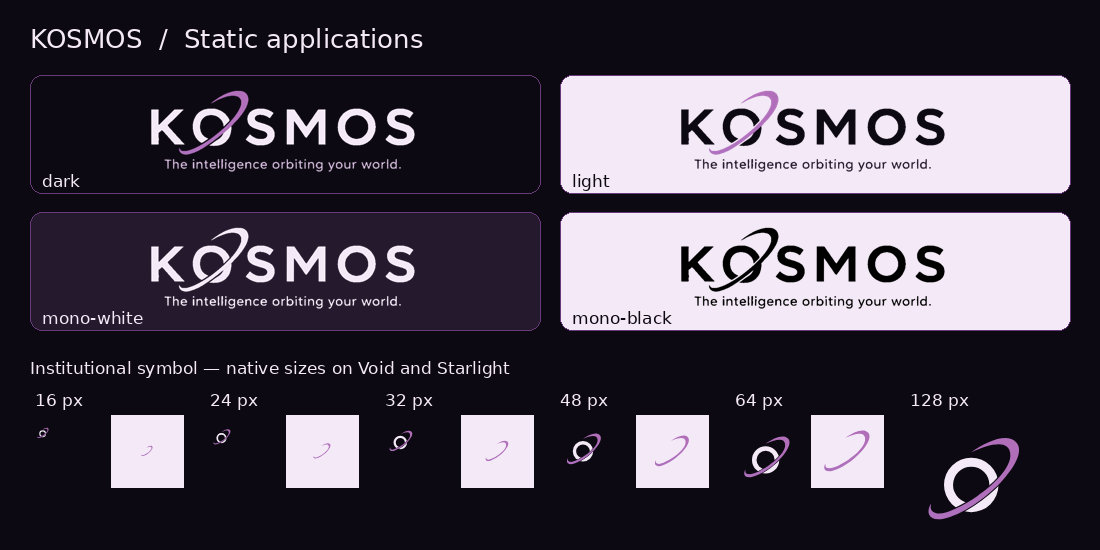 KOSMOS / Static applications
KOSMOS
The intelligence orbiting your world.
dark
KOSMOS
The intelligence orbiting your world.
light
KOSMOS
The intelligence orbiting your world.
mono-white
KOSMOS
The intelligence orbiting your world.
mono-black
Institutional symbol — native sizes on Void and Starlight
16 px 24 px 32 px 48 px 64 px 128 px